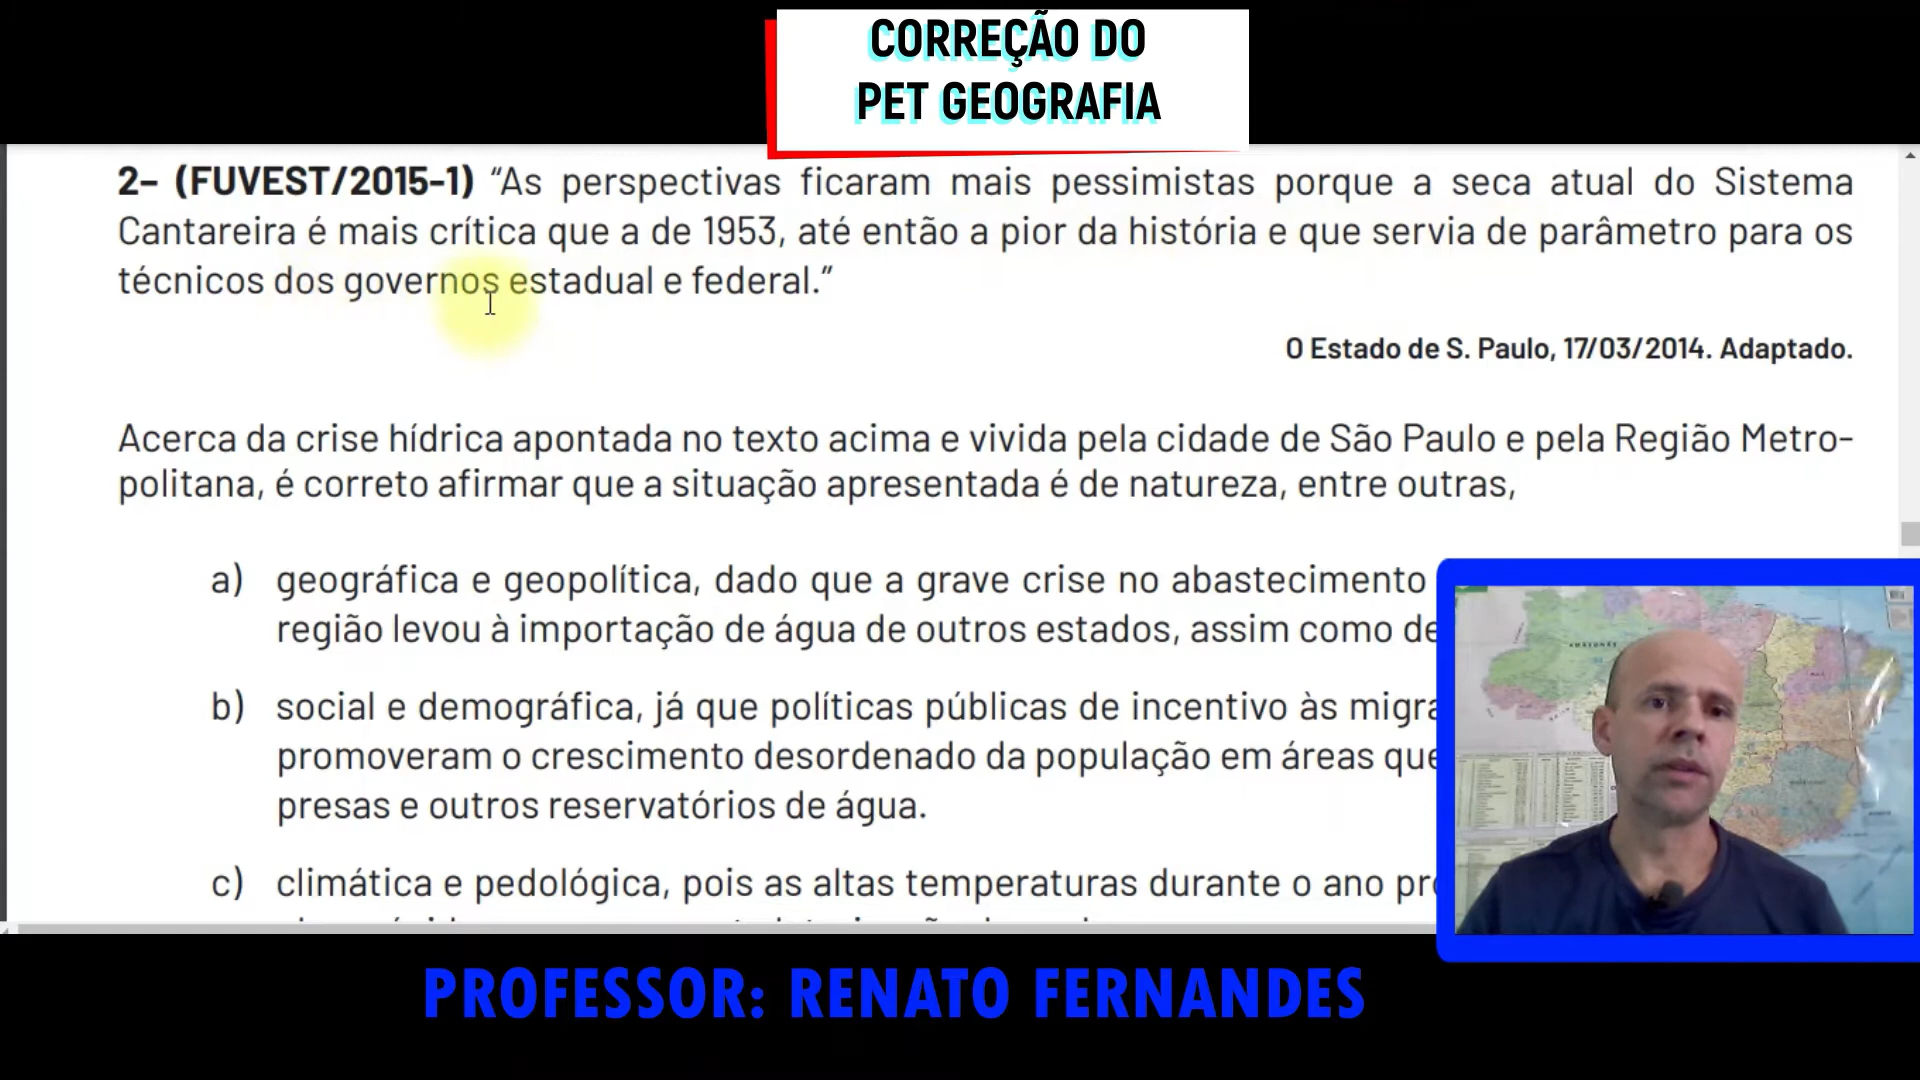 CORREÇÃO DO
PET GEOGRAFIA
2- (FUVEST/2015-1) “As perspectivas ficaram mais pessimistas porque a seca atual do Sistema
Cantareira é mais crítica que a de 1953, até então a pior da história e que servia de parâmetro para os
técnicos dos governos estadual e federal.”
O Estado de S. Paulo, 17/03/2014. Adaptado.
Acerca da crise hídrica apontada no texto acima e vivida pela cidade de São Paulo e pela Região Metro-
politana, é correto afirmar que a situação apresentada é de natureza, entre outras,
a) geográfica e geopolítica, dado que a grave crise no abastecimento
região levou à importação de água de outros estados, assim como de
b) social e demográfica, já que políticas públicas de incentivo às migra
promoveram o crescimento desordenado da população em áreas que
presas e outros reservatórios de água.
c) climática e pedológica, pois as altas temperaturas durante o ano pro
PROFESSOR: RENATO FERNANDES